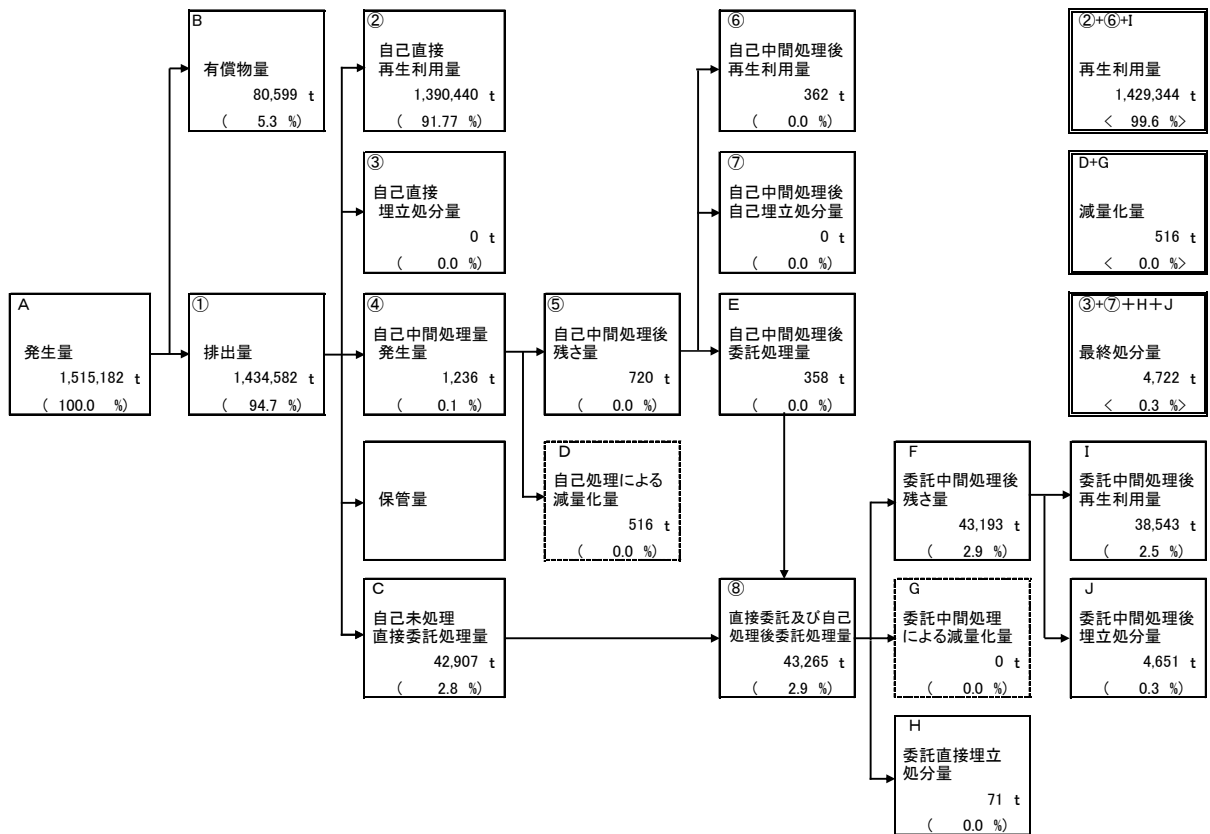 B
有償物量
80,599 t
( 5.3 %)
②
自己直接
再生利用量
1,390,440 t
( 91.77 %)
⑥
自己中間処理後
再生利用量
362 t
( 0.0 %)
②+⑥+I
再生利用量
1,429,344 t
< 99.6 %>
③
自己直接
埋立処分量
0 t
( 0.0 %)
⑦
自己中間処理後
自己埋立処分量
0 t
( 0.0 %)
D+G
減量化量
516 t
< 0.0 %>
A
発生量
1,515,182 t
( 100.0 %)
①
排出量
1,434,582 t
( 94.7 %)
④
自己中間処理量
発生量
1,236 t
( 0.1 %)
⑤
自己中間処理後
残さ量
720 t
( 0.0 %)
E
自己中間処理後
委託処理量
358 t
( 0.0 %)
③+⑦+H+J
最終処分量
4,722 t
< 0.3 %>
保管量
D
自己処理による
減量化量
516 t
( 0.0 %)
F
委託中間処理後
残さ量
43,193 t
( 2.9 %)
I
委託中間処理後
再生利用量
38,543 t
( 2.5 %)
C
自己未処理
直接委託処理量
42,907 t
( 2.8 %)
⑧
直接委託及び自己
処理後委託処理量
43,265 t
( 2.9 %)
G
委託中間処理
による減量化量
0 t
( 0.0 %)
J
委託中間処理後
埋立処分量
4,651 t
( 0.3 %)
H
委託直接埋立
処分量
71 t
( 0.0 %)